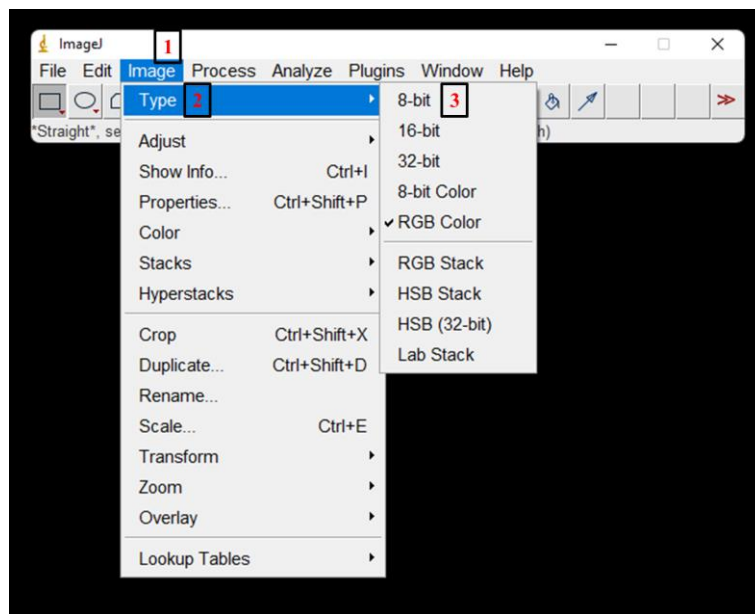 ImageJ
1
File Edit Image Process Analyze Plugins Window Help
Type 2
8-bit 3
*Straight*, se
h)
16-bit
32-bit
8-bit Color
RGB Color
RGB Stack
HSB Stack
HSB (32-bit)
Lab Stack
Adjust
Show Info... Ctrl+I
Properties... Ctrl+Shift+P
Color
Stacks
Hyperstacks
Crop Ctrl+Shift+X
Duplicate... Ctrl+Shift+D
Rename...
Scale... Ctrl+E
Transform
Zoom
Overlay
Lookup Tables